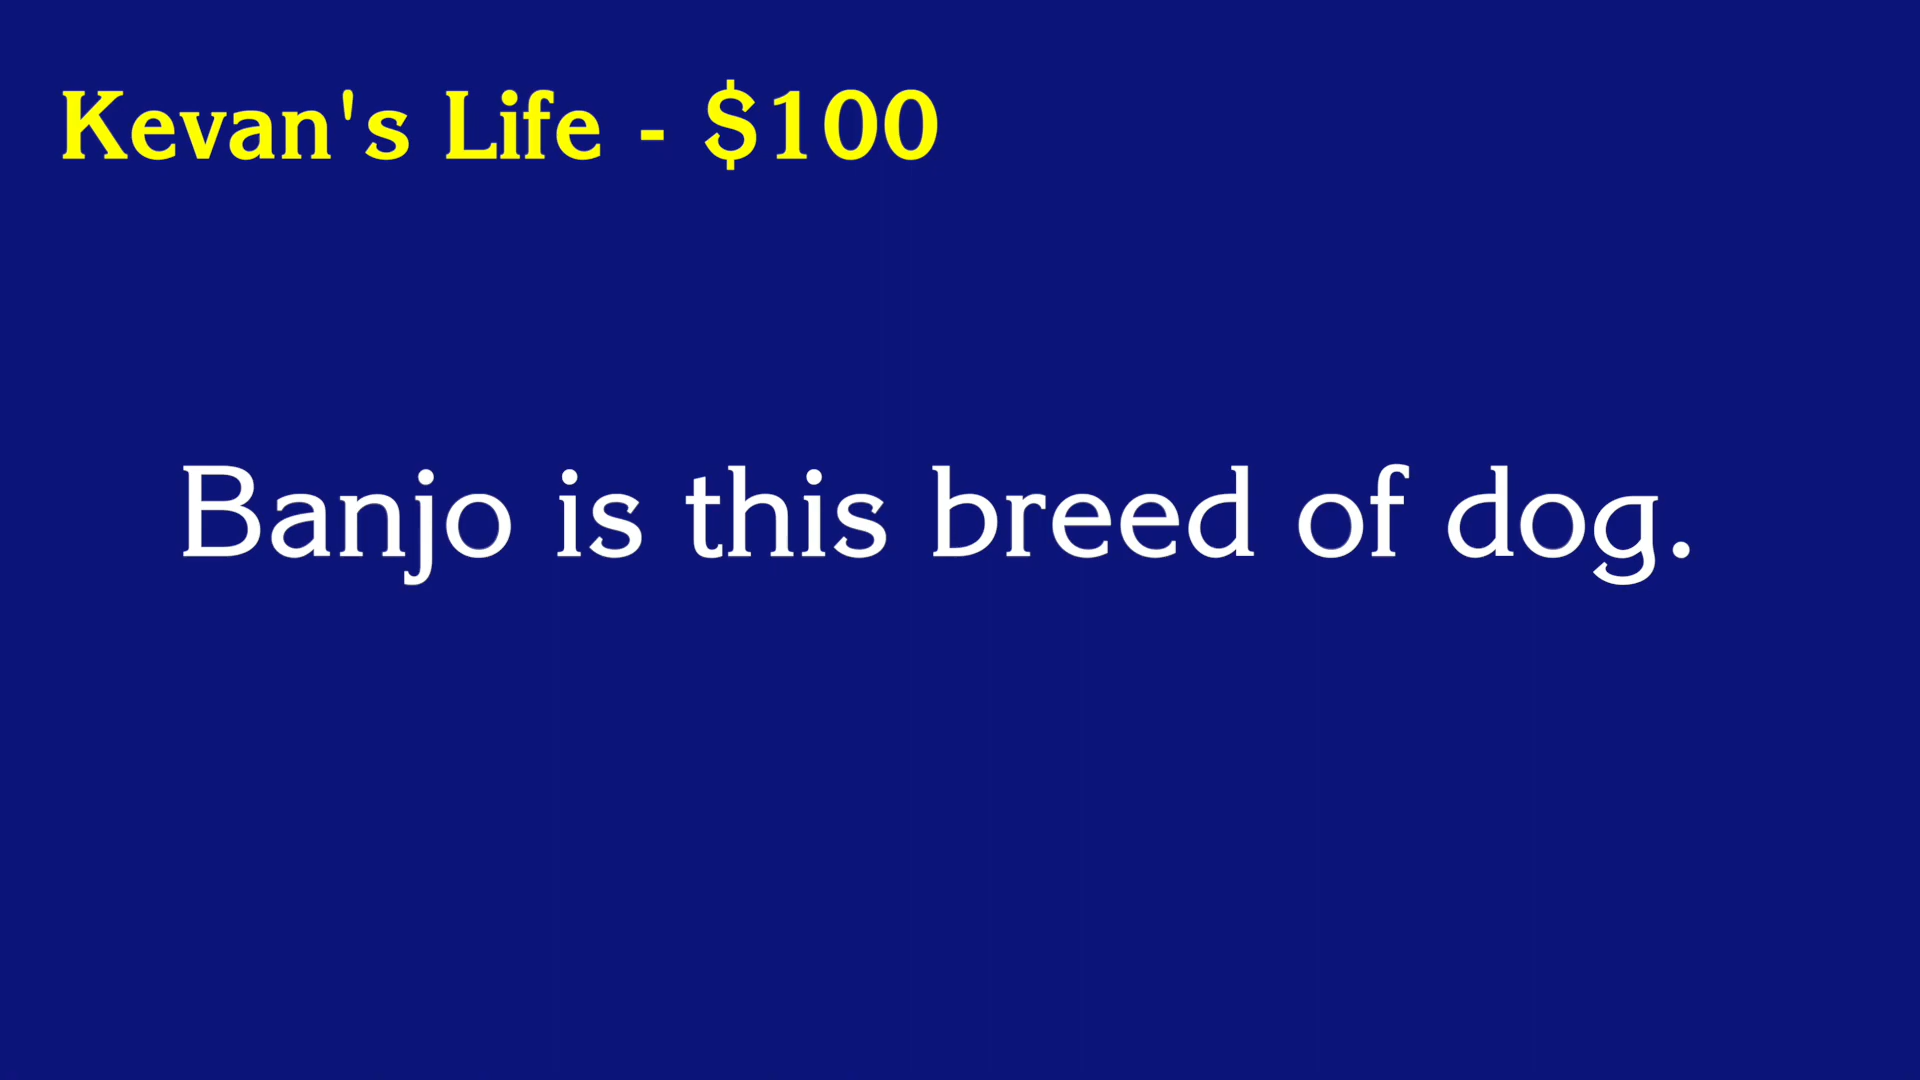 Kevan's Life - $100
Banjo is this breed of dog.